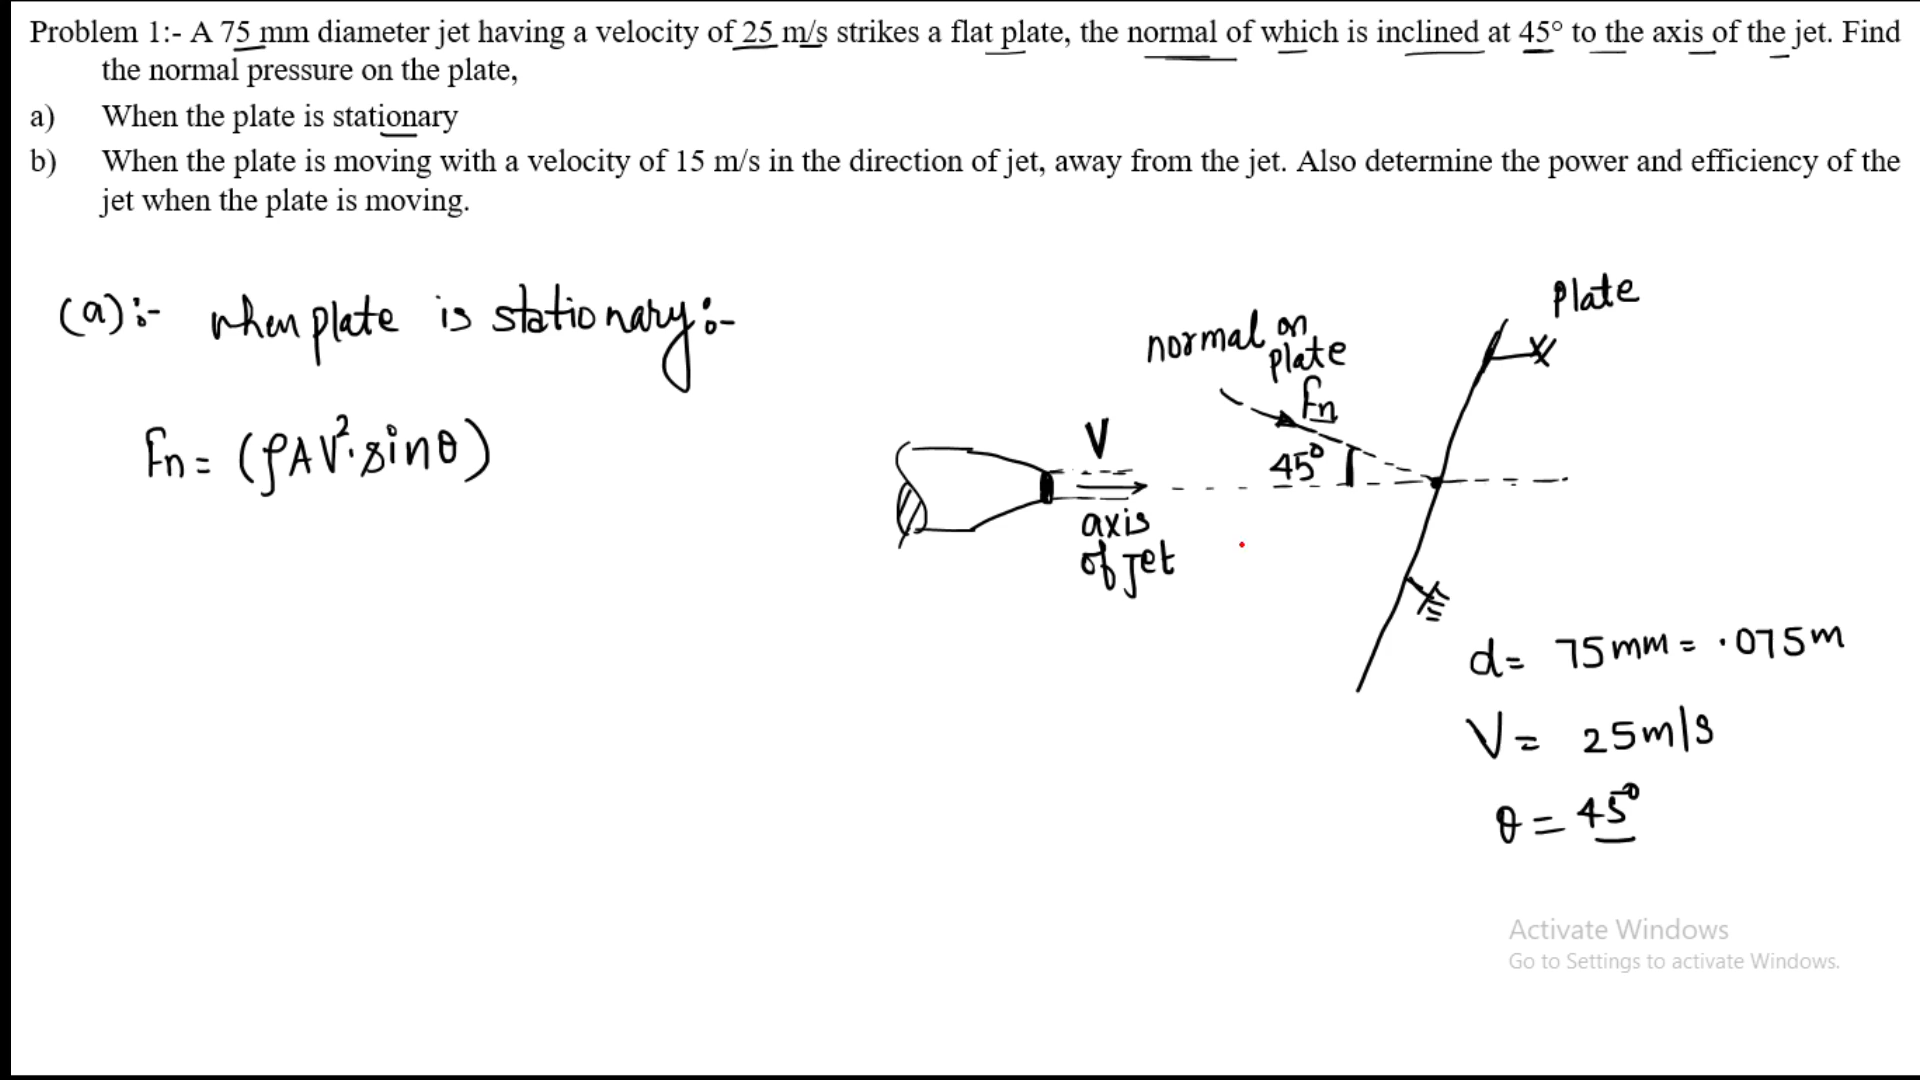 Problem 1:- A 75 mm diameter jet having a velocity of 25 m/s strikes a flat plate, the normal of which is inclined at 45° to the axis of the jet. Find
the normal pressure on the plate,
a) When the plate is stationary
b) When the plate is moving with a velocity of 15 m/s in the direction of jet, away from the jet. Also determine the power and efficiency of the
jet when the plate is moving.
(a):- when plate is stationary:-
Fn = (ρAV².sinθ)
Plate
normal on
plate
Fn
V
45°
axis
of Jet
d= 75mm = .075m
V= 25m/s
θ = 45°
Activate Windows
Go to Settings to activate Windows.